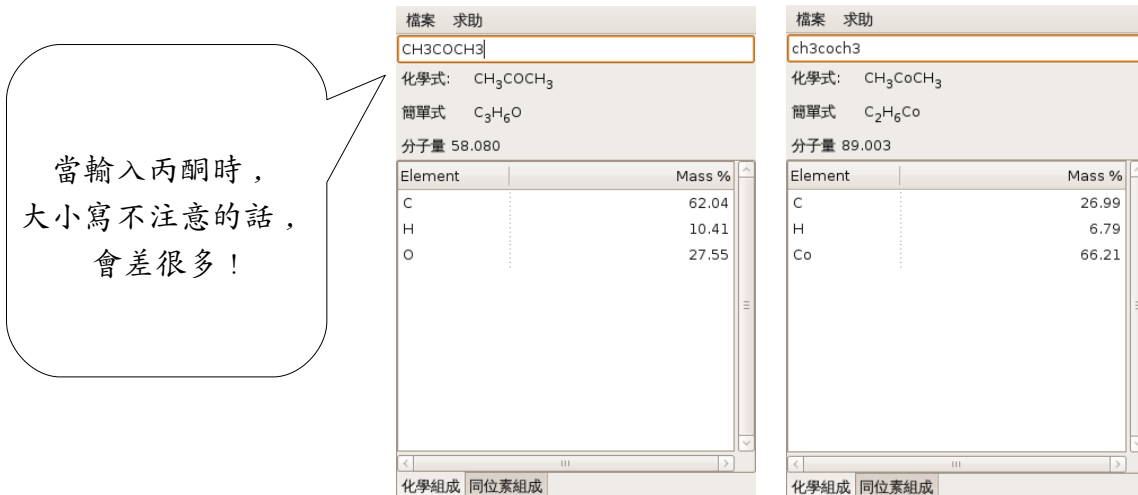 當輸入丙酮時，
大小寫不注意的話，
會差很多！
檔案 求助
CH3COCH3
化學式: CH₃COCH₃
簡單式 C₃H₆O
分子量 58.080
Element Mass %
C 62.04
H 10.41
O 27.55
化學組成 同位素組成
檔案 求助
ch3coch3
化學式: CH₃CoCH₃
簡單式 C₂H₆Co
分子量 89.003
Element Mass %
C 26.99
H 6.79
Co 66.21
化學組成 同位素組成